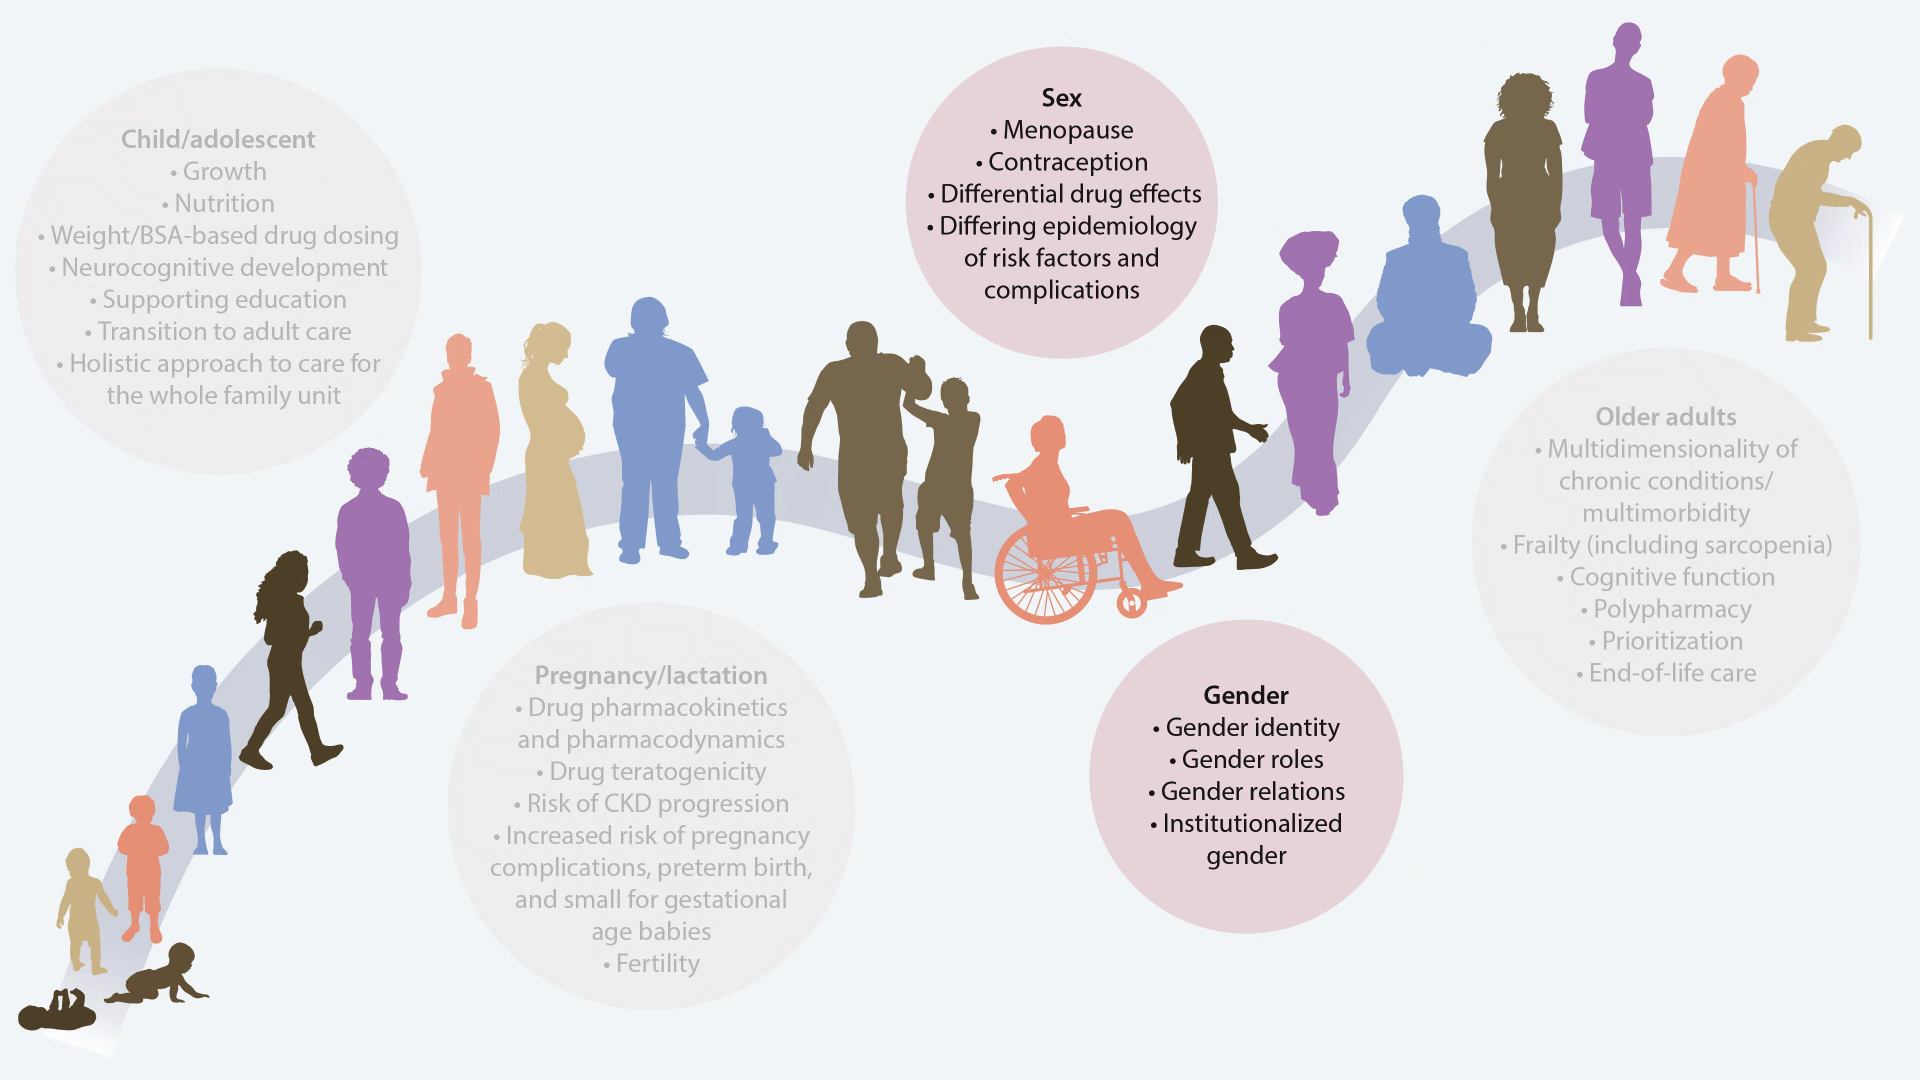 Child/adolescent
• Growth
• Nutrition
• Weight/BSA-based drug dosing
• Neurocognitive development
• Supporting education
• Transition to adult care
• Holistic approach to care for
the whole family unit
Pregnancy/lactation
• Drug pharmacokinetics
and pharmacodynamics
• Drug teratogenicity
• Risk of CKD progression
• Increased risk of pregnancy
complications, preterm birth,
and small for gestational
age babies
• Fertility
Sex
• Menopause
• Contraception
• Differential drug effects
• Differing epidemiology
of risk factors and
complications
Gender
• Gender identity
• Gender roles
• Gender relations
• Institutionalized
gender
Older adults
• Multidimensionality of
chronic conditions/
multimorbidity
• Frailty (including sarcopenia)
• Cognitive function
• Polypharmacy
• Prioritization
• End-of-life care